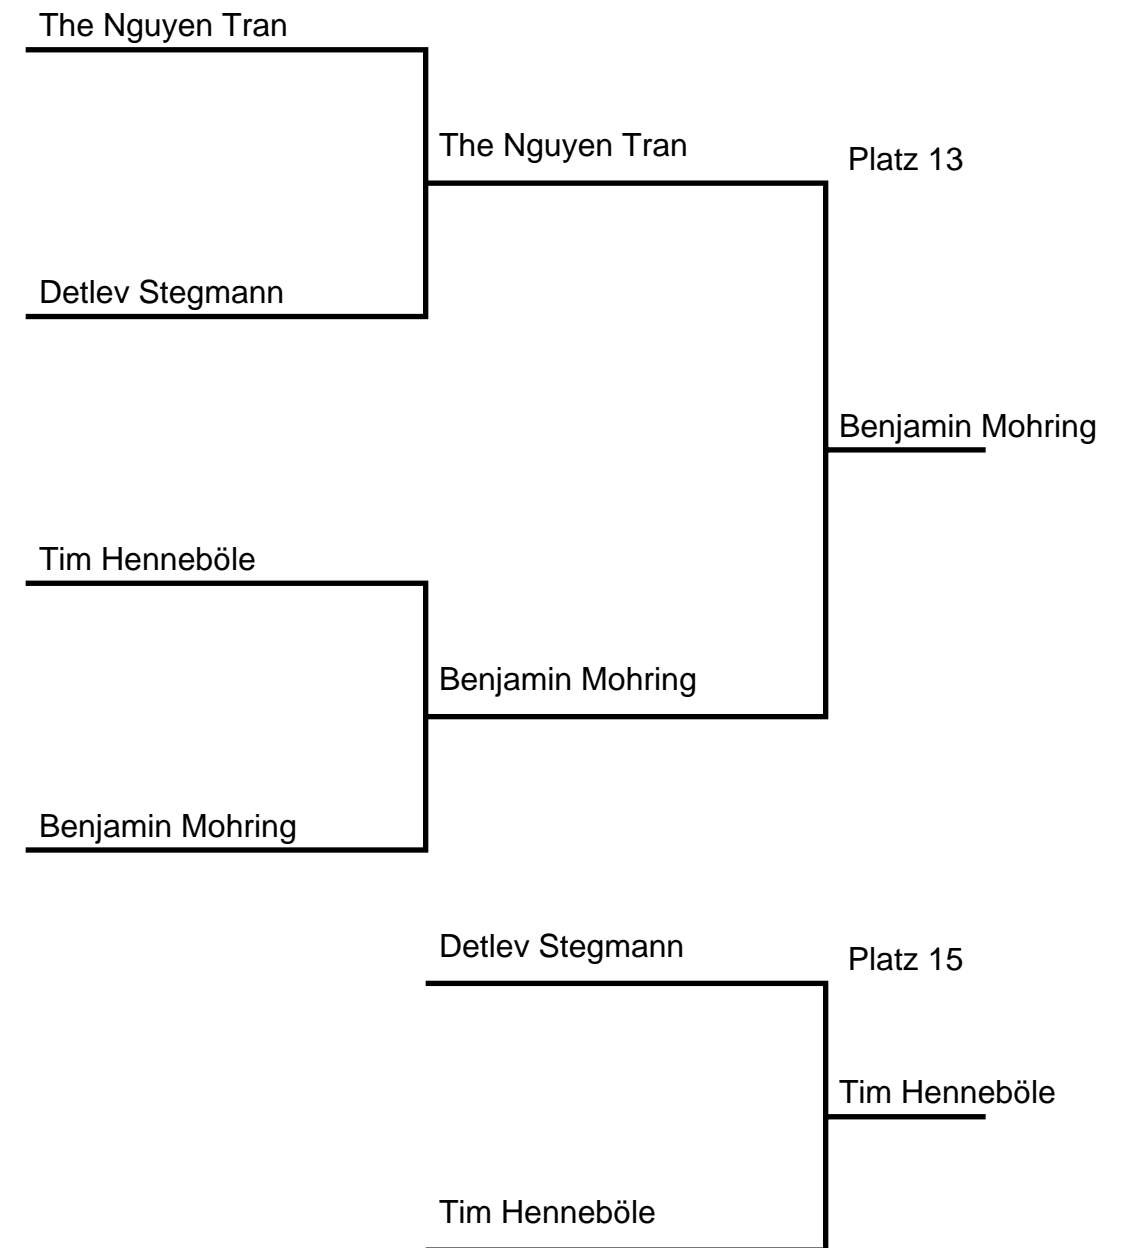 The Nguyen Tran
The Nguyen Tran
Platz 13
Detlev Stegmann
Benjamin Mohring
Tim Henneböle
Benjamin Mohring
Benjamin Mohring
Detlev Stegmann
Platz 15
Tim Henneböle
Tim Henneböle